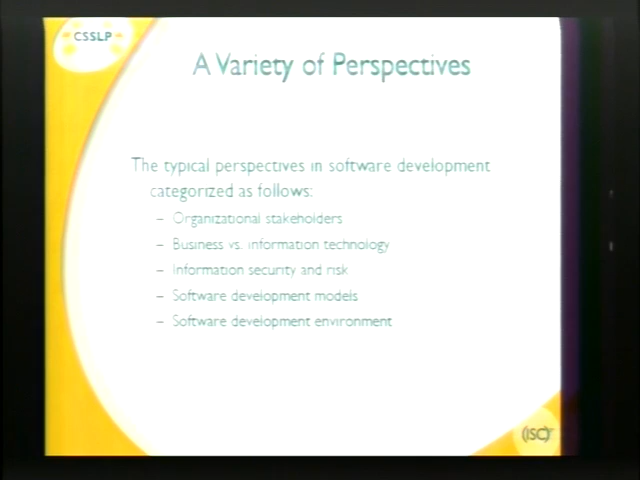 CSSLP
A Variety of Perspectives
The typical perspectives in software development
categorized as follows:
– Organizational stakeholders
– Business vs. information technology
– Information security and risk
– Software development models
– Software development environment
(ISC)²